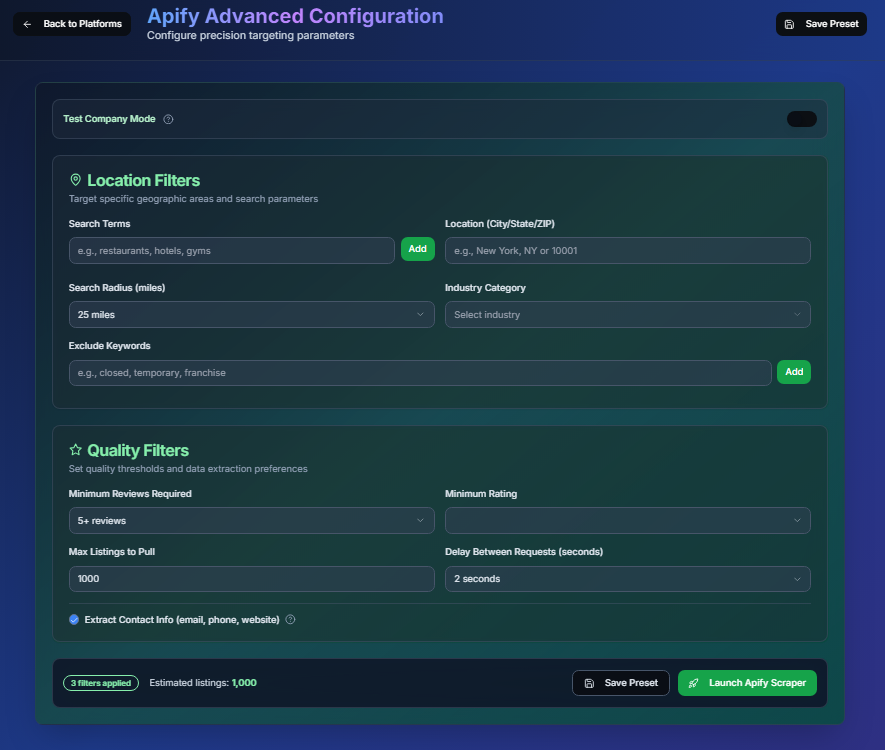 Back to Platforms
Apify Advanced Configuration
Configure precision targeting parameters
Save Preset
Test Company Mode
Location Filters
Target specific geographic areas and search parameters
Search Terms
e.g., restaurants, hotels, gyms
Add
Location (City/State/ZIP)
e.g., New York, NY or 10001
Search Radius (miles)
25 miles
Industry Category
Select industry
Exclude Keywords
e.g., closed, temporary, franchise
Add
Quality Filters
Set quality thresholds and data extraction preferences
Minimum Reviews Required
5+ reviews
Minimum Rating
Max Listings to Pull
1000
Delay Between Requests (seconds)
2 seconds
Extract Contact Info (email, phone, website)
3 filters applied
Estimated listings: 1,000
Save Preset
Launch Apify Scraper